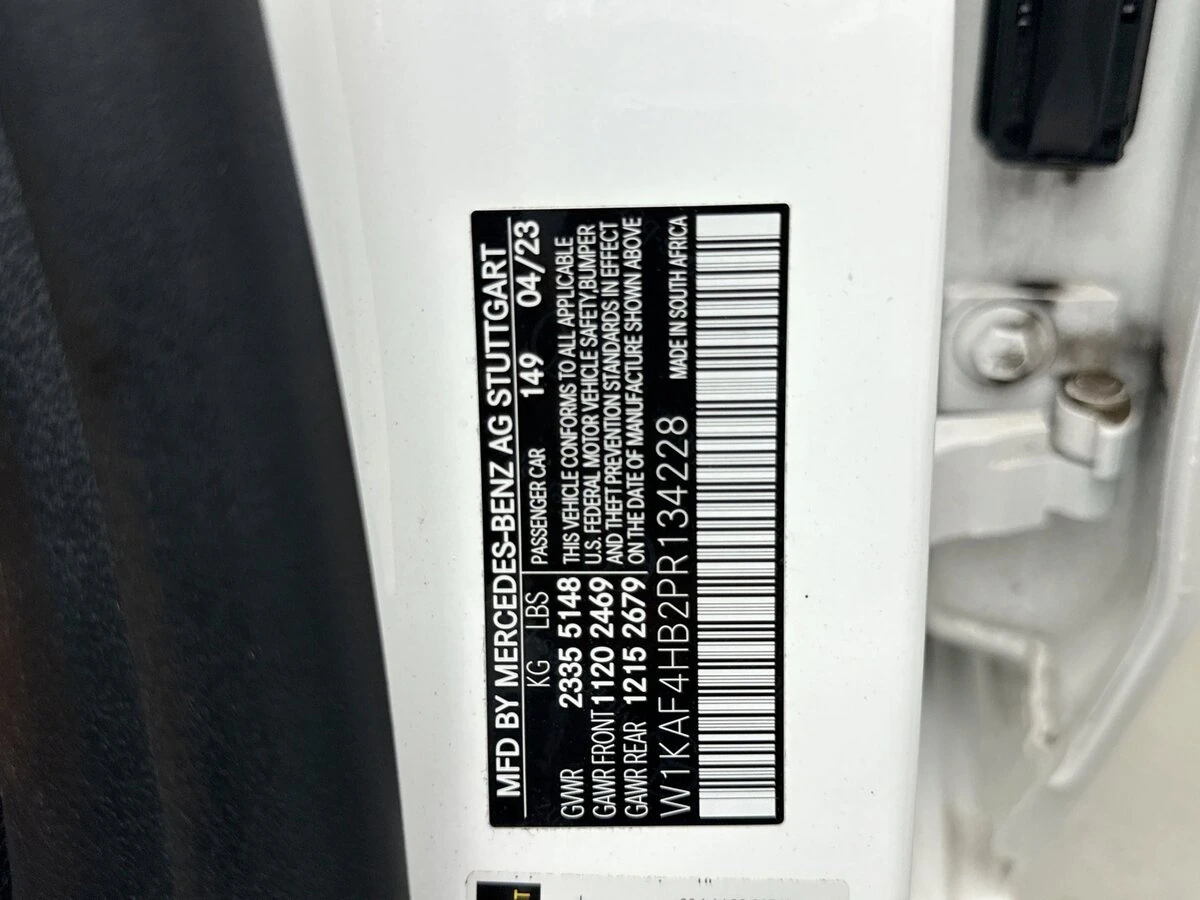 MFD BY MERCEDES-BENZ AG STUTTGART
KG LBS
PASSENGER CAR 149 04/23
GVWR 2335 5148
GAWR FRONT 1120 2469
GAWR REAR 1215 2679
THIS VEHICLE CONFORMS TO ALL APPLICABLE
U.S. FEDERAL MOTOR VEHICLE SAFETY,BUMPER
AND THEFT PREVENTION STANDARDS IN EFFECT
ON THE DATE OF MANUFACTURE SHOWN ABOVE
W1KAF4HB2PR134228
MADE IN SOUTH AFRICA